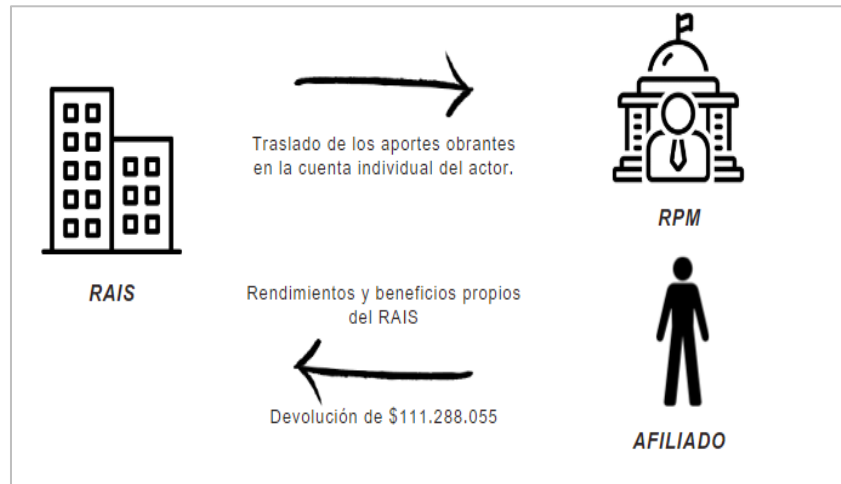 Traslado de los aportes obrantes
en la cuenta individual del actor.
RPM
RAIS
Rendimientos y beneficios propios
del RAIS
Devolución de $111.288.055
AFILIADO